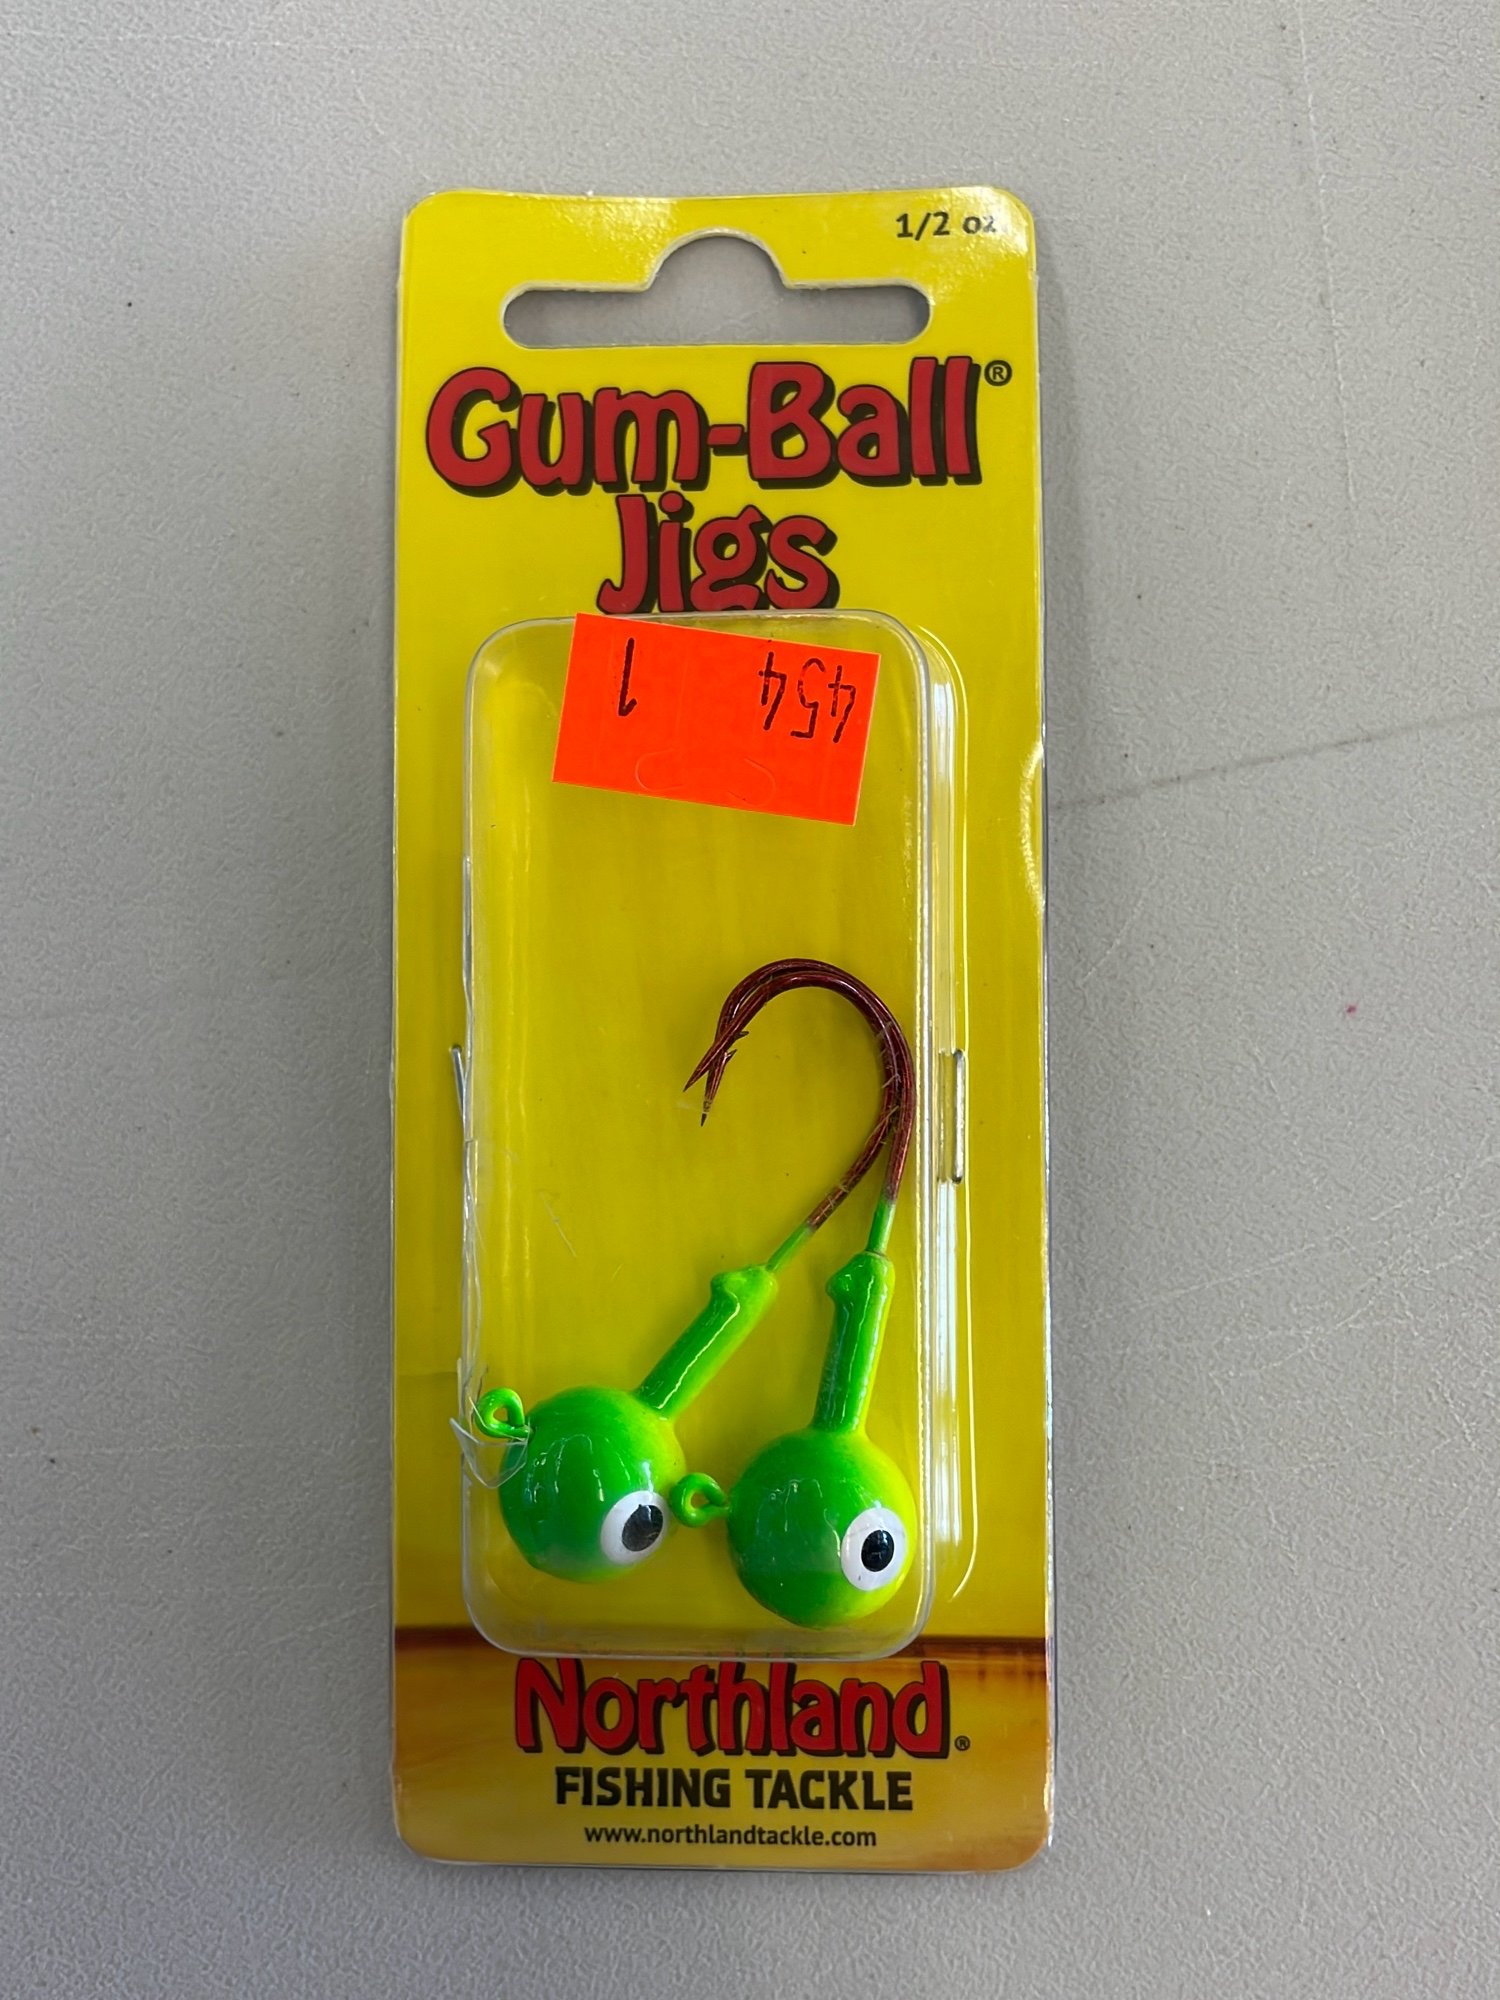 1/2 oz
Gum-Ball®
Jigs
454 1
Northland®
FISHING TACKLE
www.northlandtackle.com